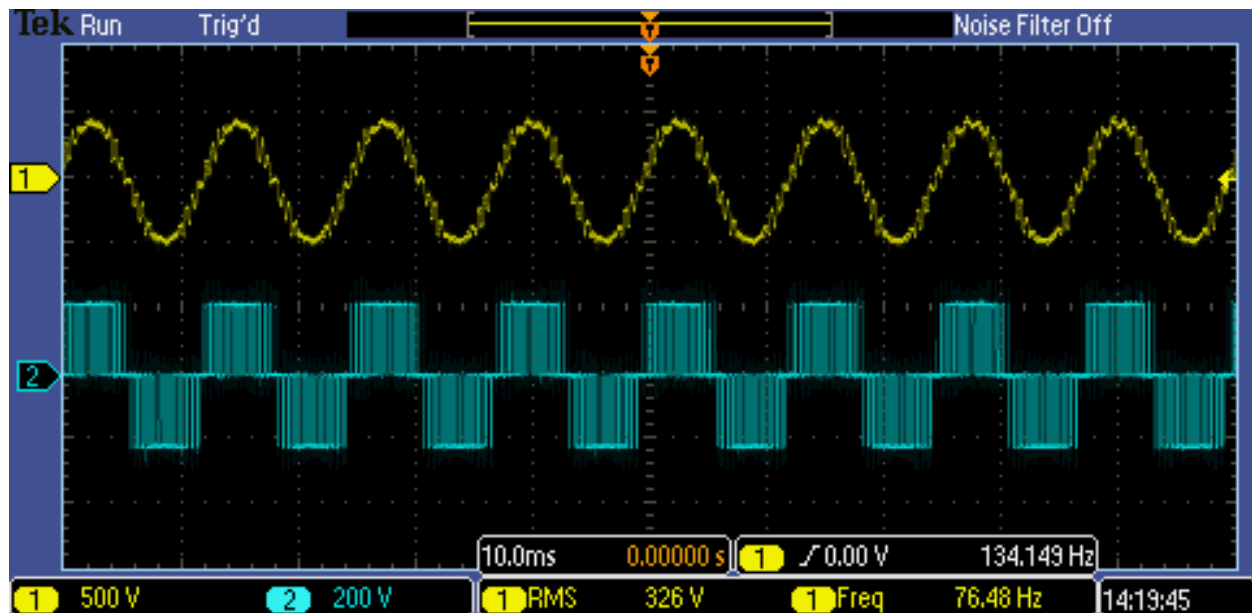 Tek Run Trig'd Noise Filter Off
T
T
1
2
10.0ms 0.00000 s 1 0.00 V 134.149 Hz
1 500 V 2 200 V 1 RMS 326 V 1 Freq 76.48 Hz 14:19:45